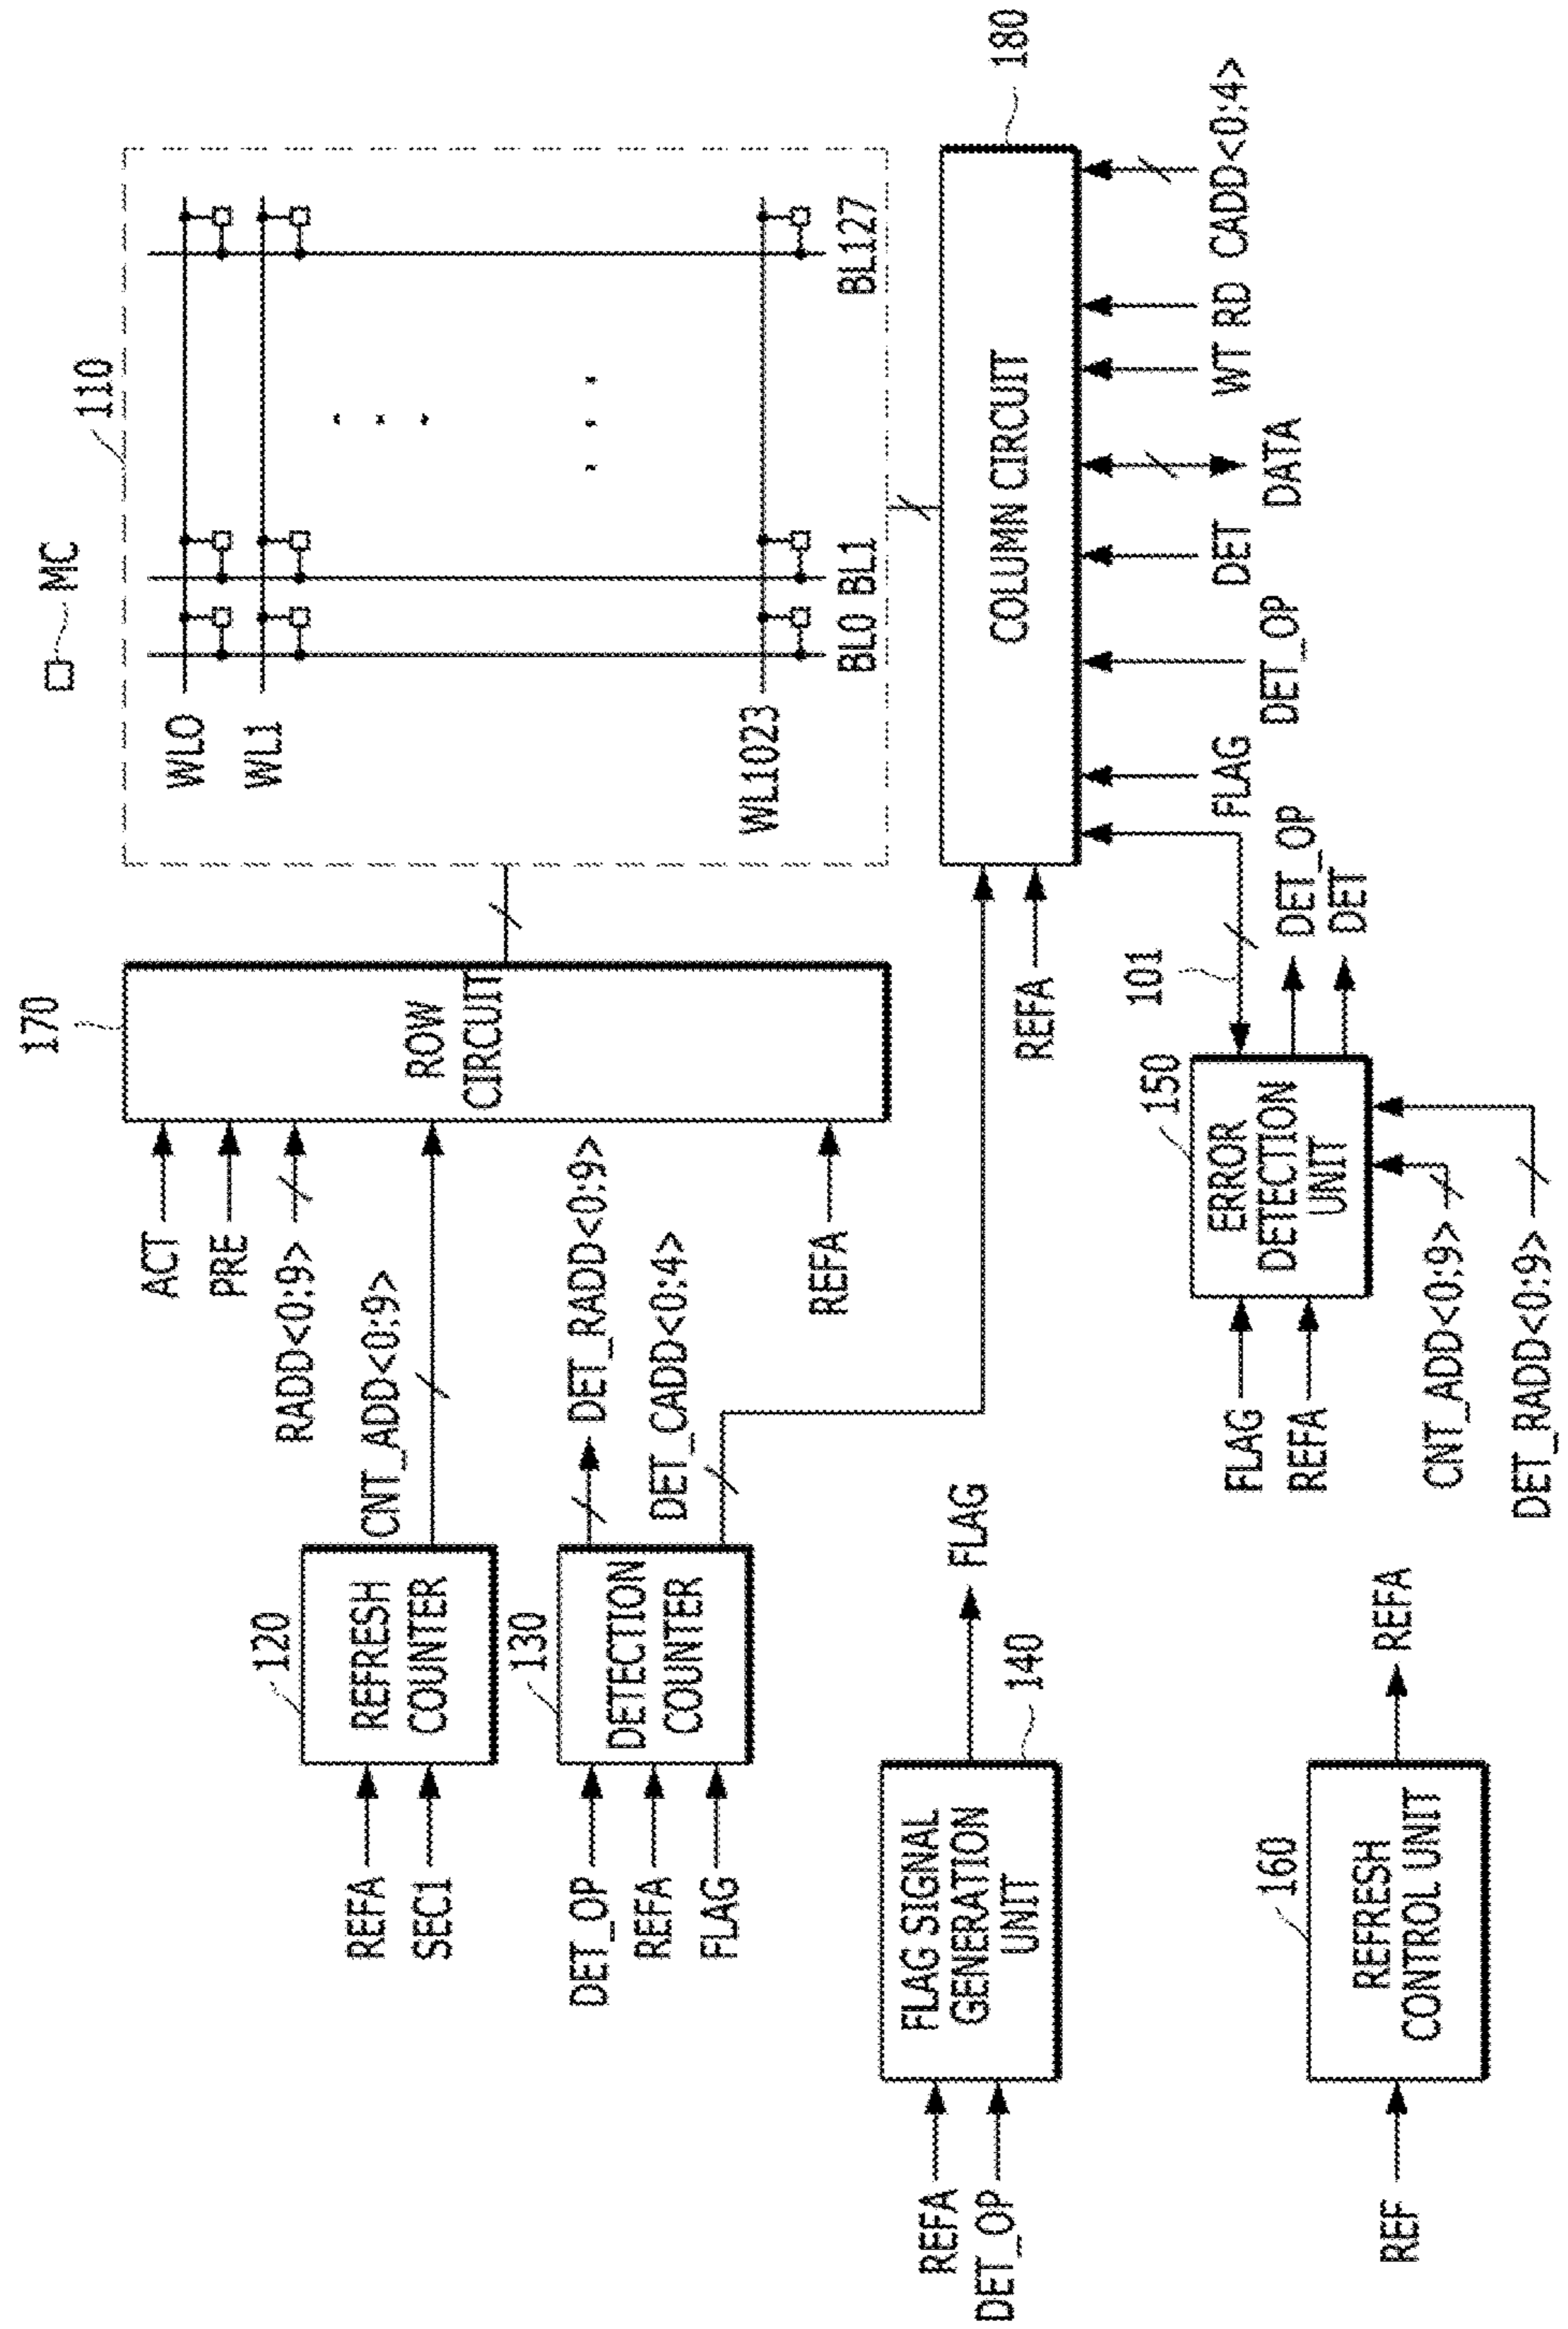 MC
110
WL0
WL1
WL1023
BL0 BL1
BL127
170
ROW
CIRCUIT
ACT
PRE
RADD<0:9>
CNT_ADD<0:9>
REFA
120
REFRESH
COUNTER
REFA
SEC1
130
DETECTION
COUNTER
DET_OP
REFA
FLAG
DET_RADD<0:9>
DET_CADD<0:4>
180
COLUMN CIRCUIT
REFA
FLAG
DET_OP
DET
DATA
WT RD CADD<0:4>
140
FLAG SIGNAL
GENERATION
UNIT
REFA
DET_OP
FLAG
101
150
ERROR
DETECTION
UNIT
FLAG
REFA
DET_OP
DET
CNT_ADD<0:9>
DET_RADD<0:9>
160
REFRESH
CONTROL UNIT
REF
REFA